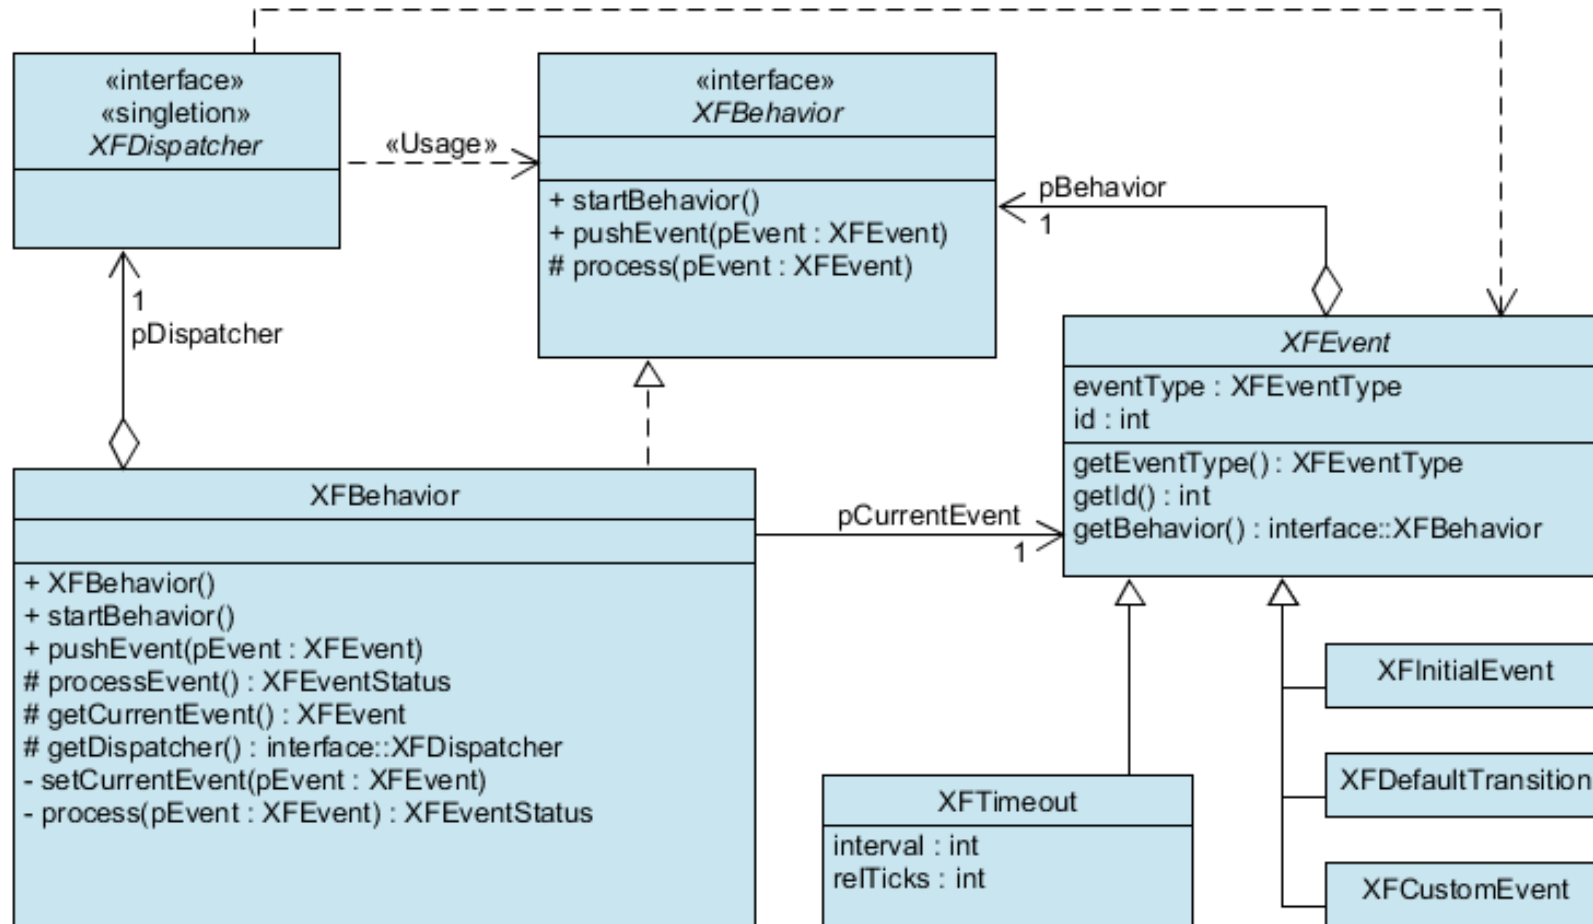 «interface»
«singletion»
XFDispatcher
«Usage»
«interface»
XFBehavior
+ startBehavior()
+ pushEvent(pEvent : XFEvent)
# process(pEvent : XFEvent)
pBehavior
1
1
pDispatcher
XFEvent
eventType : XFEventType
id : int
getEventType() : XFEventType
getId() : int
getBehavior() : interface::XFBehavior
XFBehavior
+ XFBehavior()
+ startBehavior()
+ pushEvent(pEvent : XFEvent)
# processEvent() : XFEventStatus
# getCurrentEvent() : XFEvent
# getDispatcher() : interface::XFDispatcher
- setCurrentEvent(pEvent : XFEvent)
- process(pEvent : XFEvent) : XFEventStatus
pCurrentEvent
1
XFTimeout
interval : int
relTicks : int
XFInitialEvent
XFDefaultTransition
XFCustomEvent